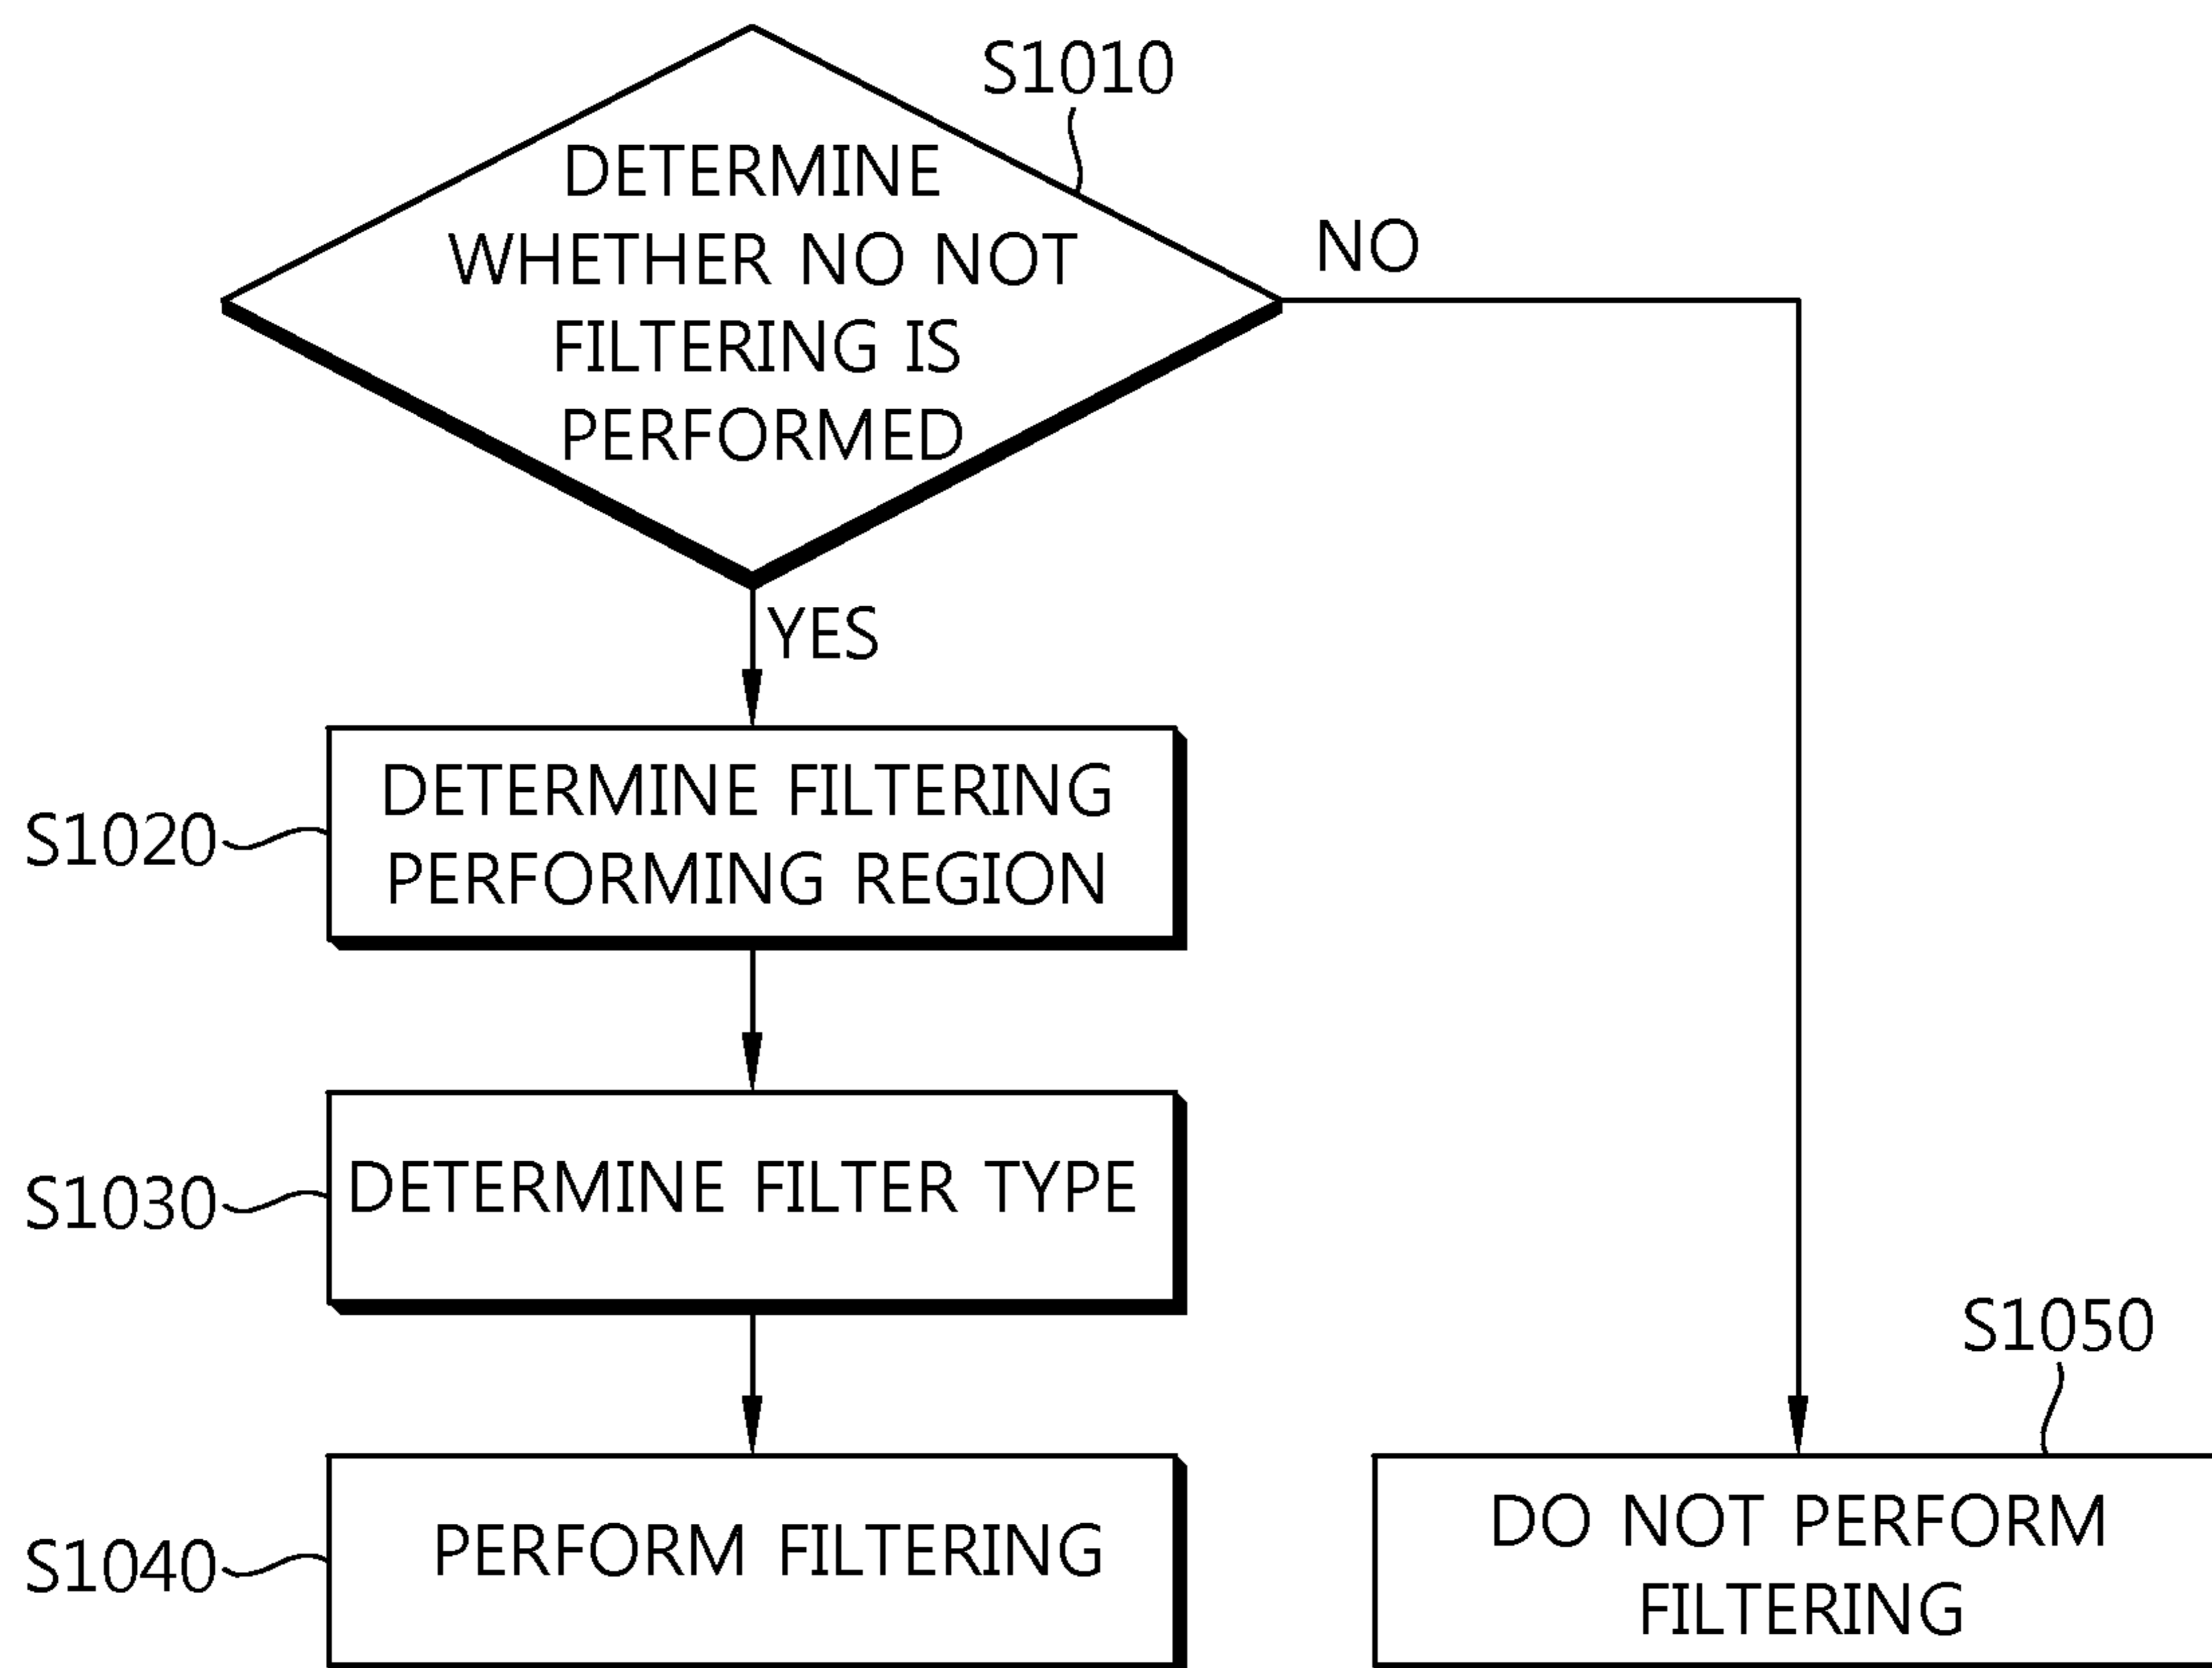 S1010
DETERMINE
WHETHER NO NOT
FILTERING IS
PERFORMED
NO
YES
S1020
DETERMINE FILTERING
PERFORMING REGION
S1030
DETERMINE FILTER TYPE
S1040
PERFORM FILTERING
S1050
DO NOT PERFORM
FILTERING